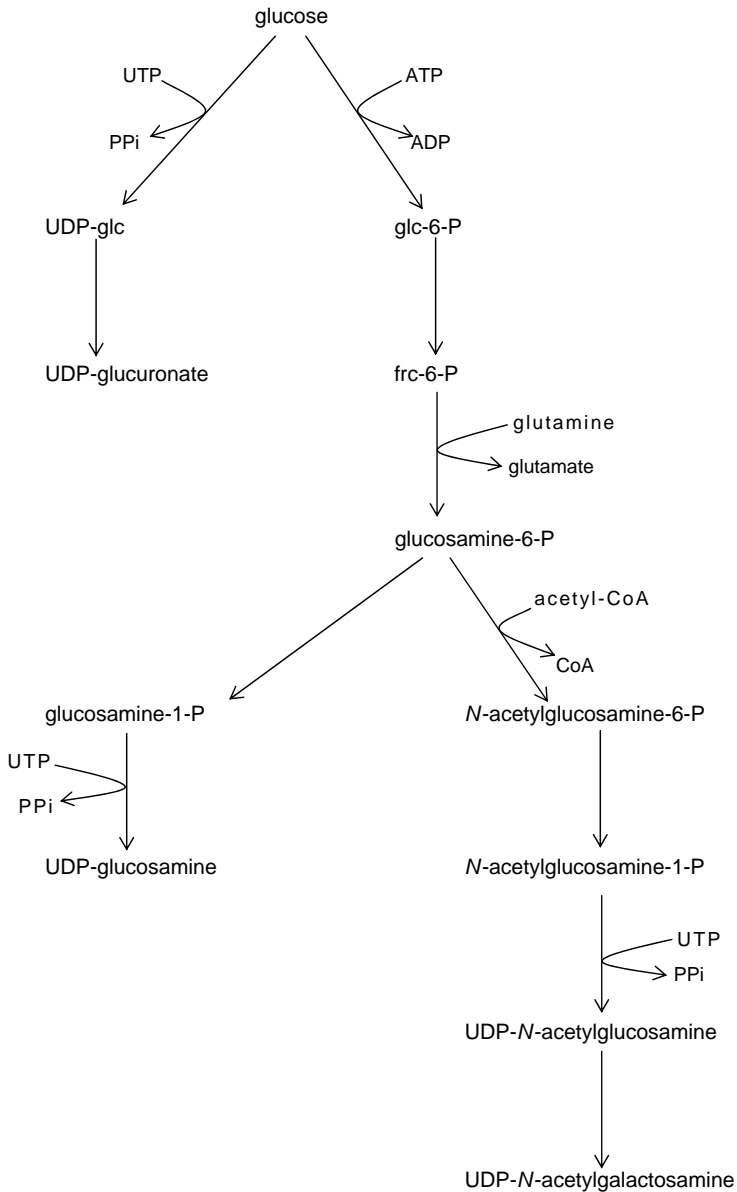 glucose
UTP
ATP
PPi
ADP
UDP-glc
glc-6-P
UDP-glucuronate
frc-6-P
glutamine
glutamate
glucosamine-6-P
acetyl-CoA
CoA
glucosamine-1-P
N-acetylglucosamine-6-P
UTP
PPi
UDP-glucosamine
N-acetylglucosamine-1-P
UTP
PPi
UDP-N-acetylglucosamine
UDP-N-acetylgalactosamine